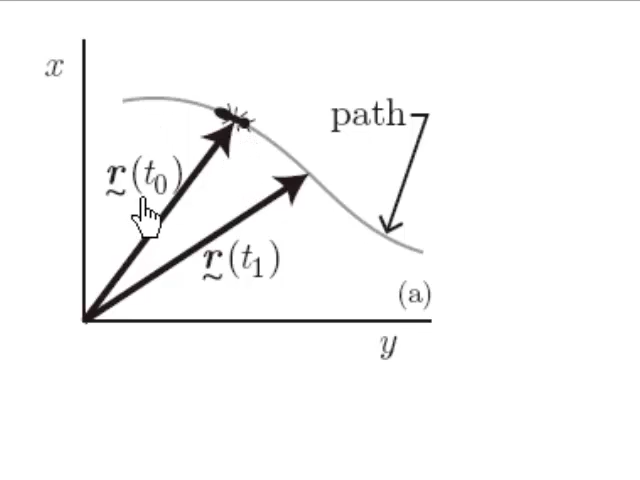 x
path
r(t₀)
r(t₁)
(a)
y